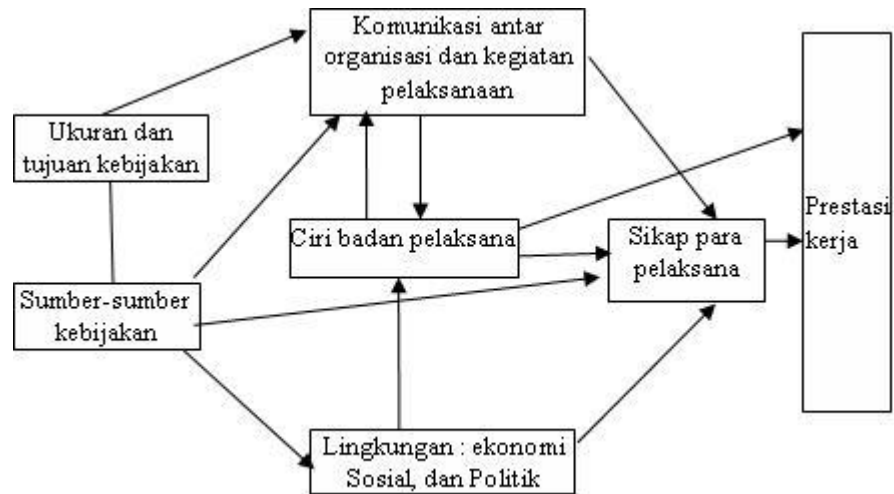 Komunikasi antar
organisasi dan kegiatan
pelaksanaan
Ukuran dan
tujuan kebijakan
Ciri badan pelaksana
Sikap para
pelaksana
Prestasi
kerja
Sumber-sumber
kebijakan
Lingkungan : ekonomi
Sosial, dan Politik